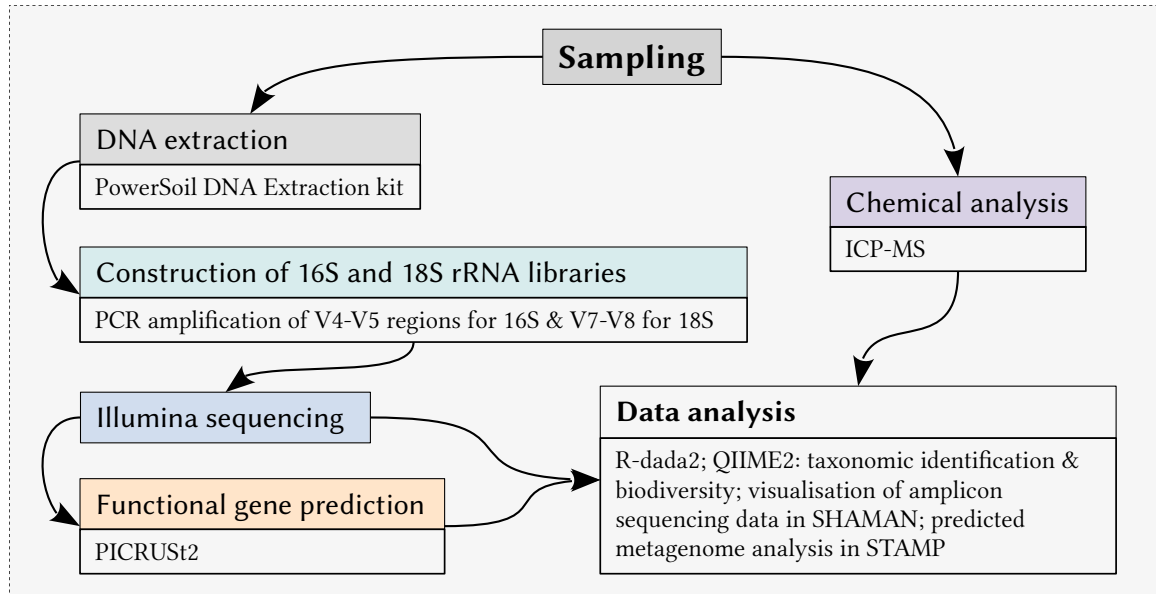 Sampling
DNA extraction
PowerSoil DNA Extraction kit
Chemical analysis
ICP-MS
Construction of 16S and 18S rRNA libraries
PCR amplification of V4-V5 regions for 16S & V7-V8 for 18S
Illumina sequencing
Functional gene prediction
PICRUSt2
Data analysis
R-dada2; QIIME2: taxonomic identification &
biodiversity; visualisation of amplicon
sequencing data in SHAMAN; predicted
metagenome analysis in STAMP